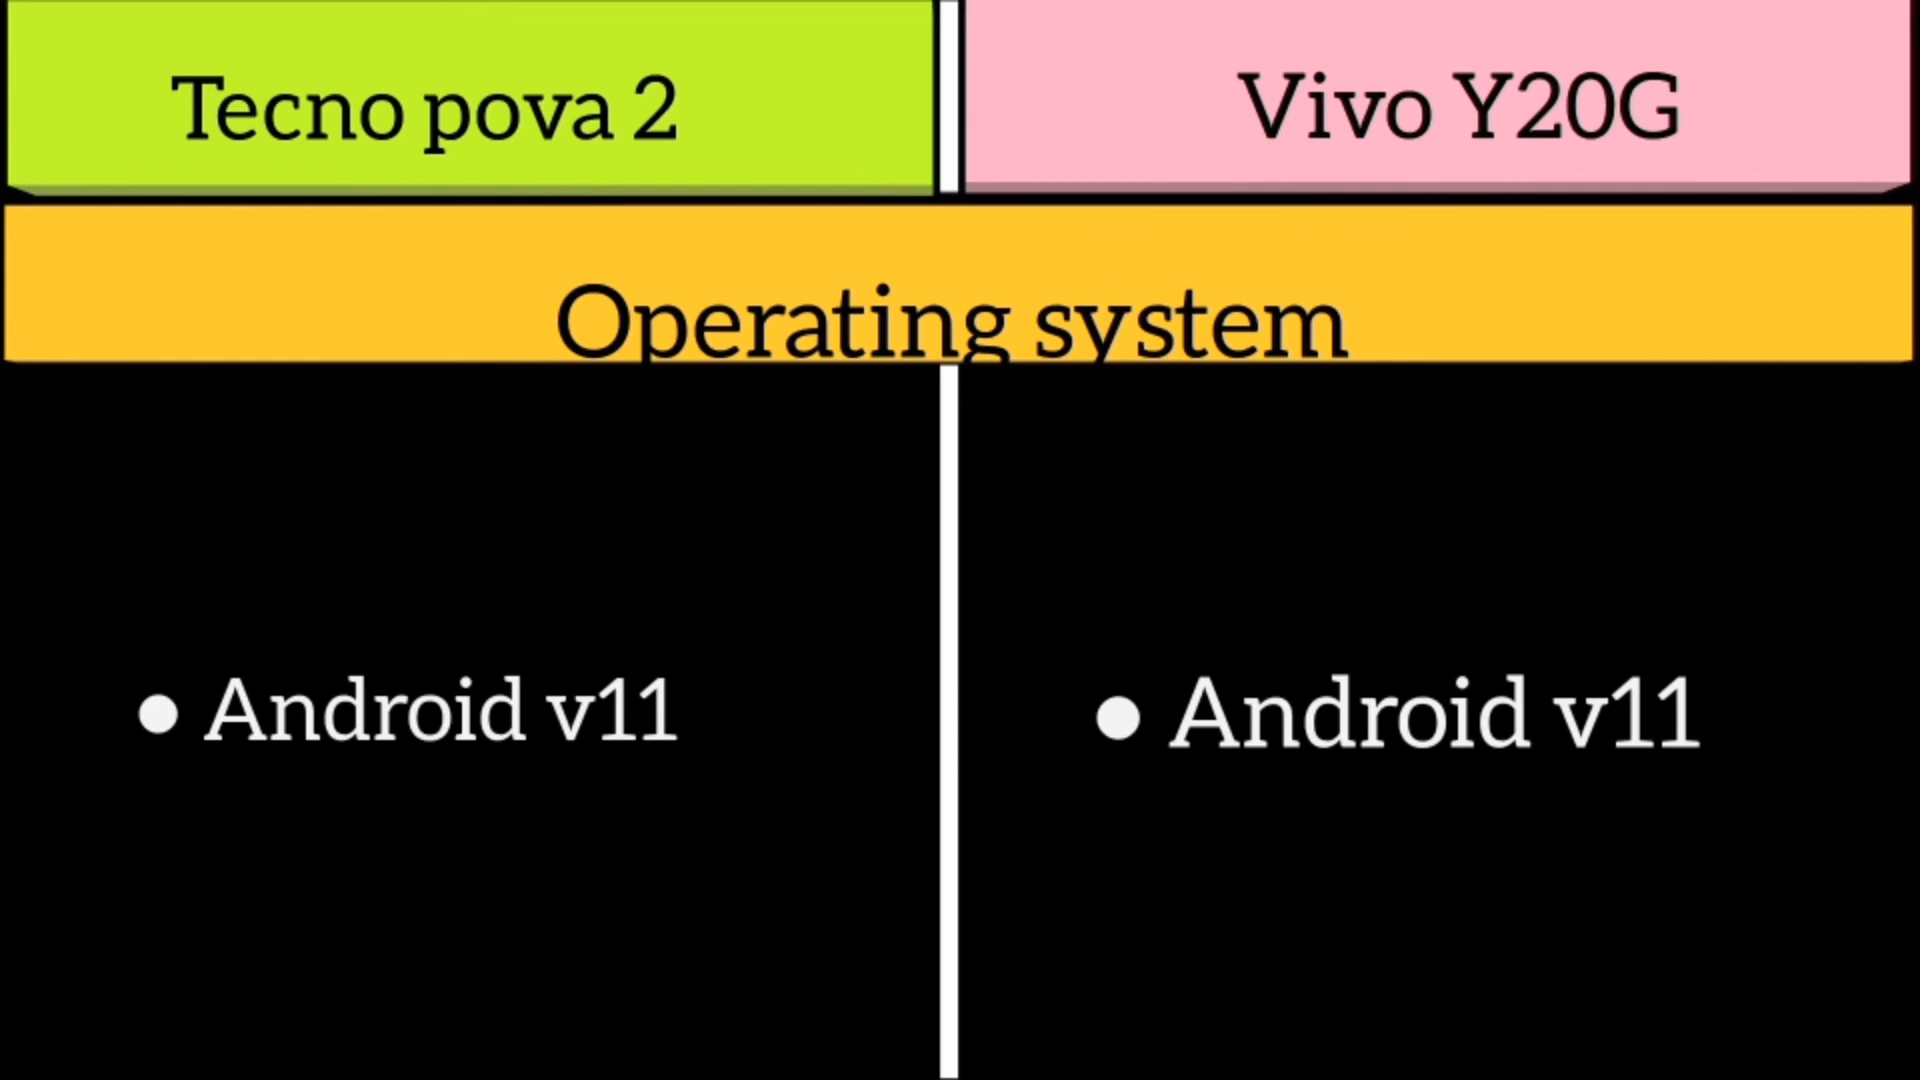 Tecno pova 2
Vivo Y20G
Operating system
● Android v11
● Android v11